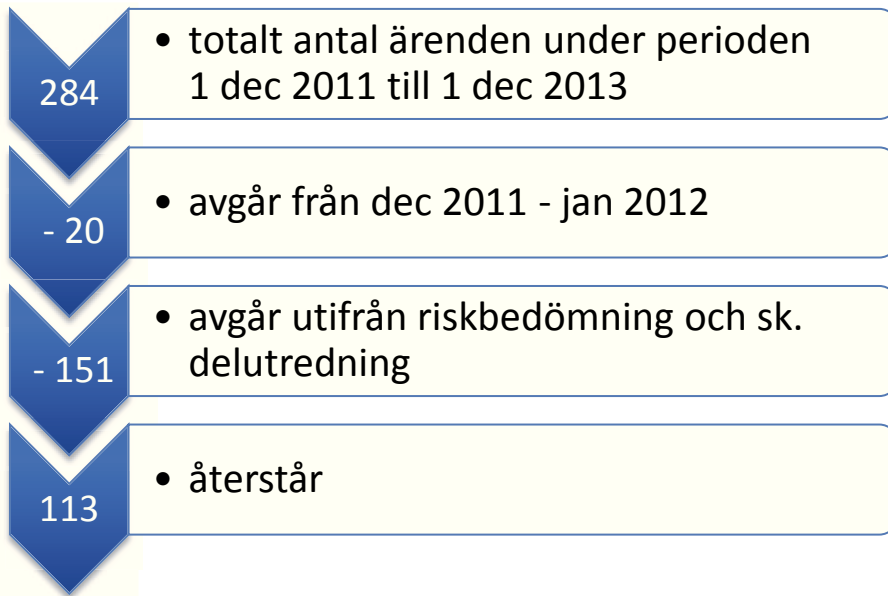 284
• totalt antal ärenden under perioden
1 dec 2011 till 1 dec 2013
- 20
• avgår från dec 2011 - jan 2012
- 151
• avgår utifrån riskbedömning och sk.
delutredning
113
• återstår